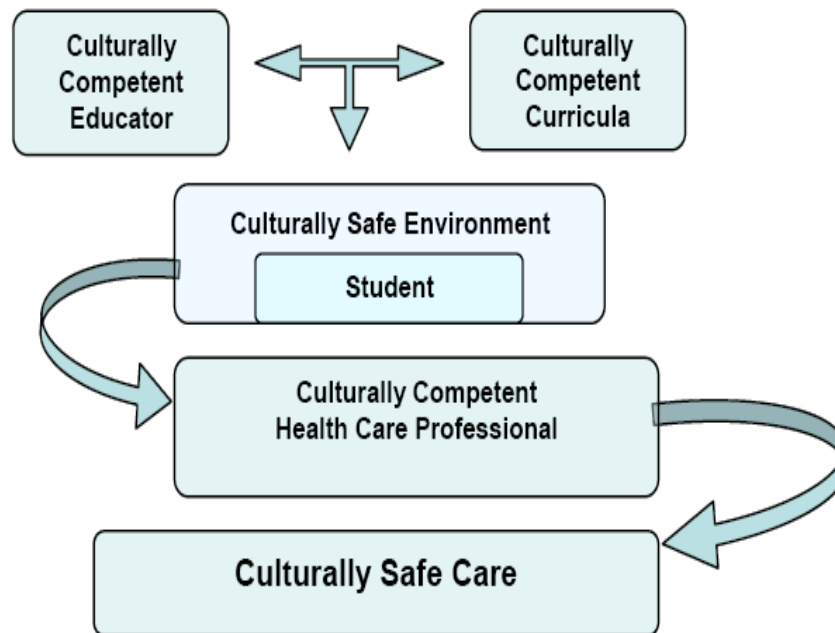 Culturally
Competent
Educator
Culturally
Competent
Curricula
Culturally Safe Environment
Student
Culturally Competent
Health Care Professional
Culturally Safe Care